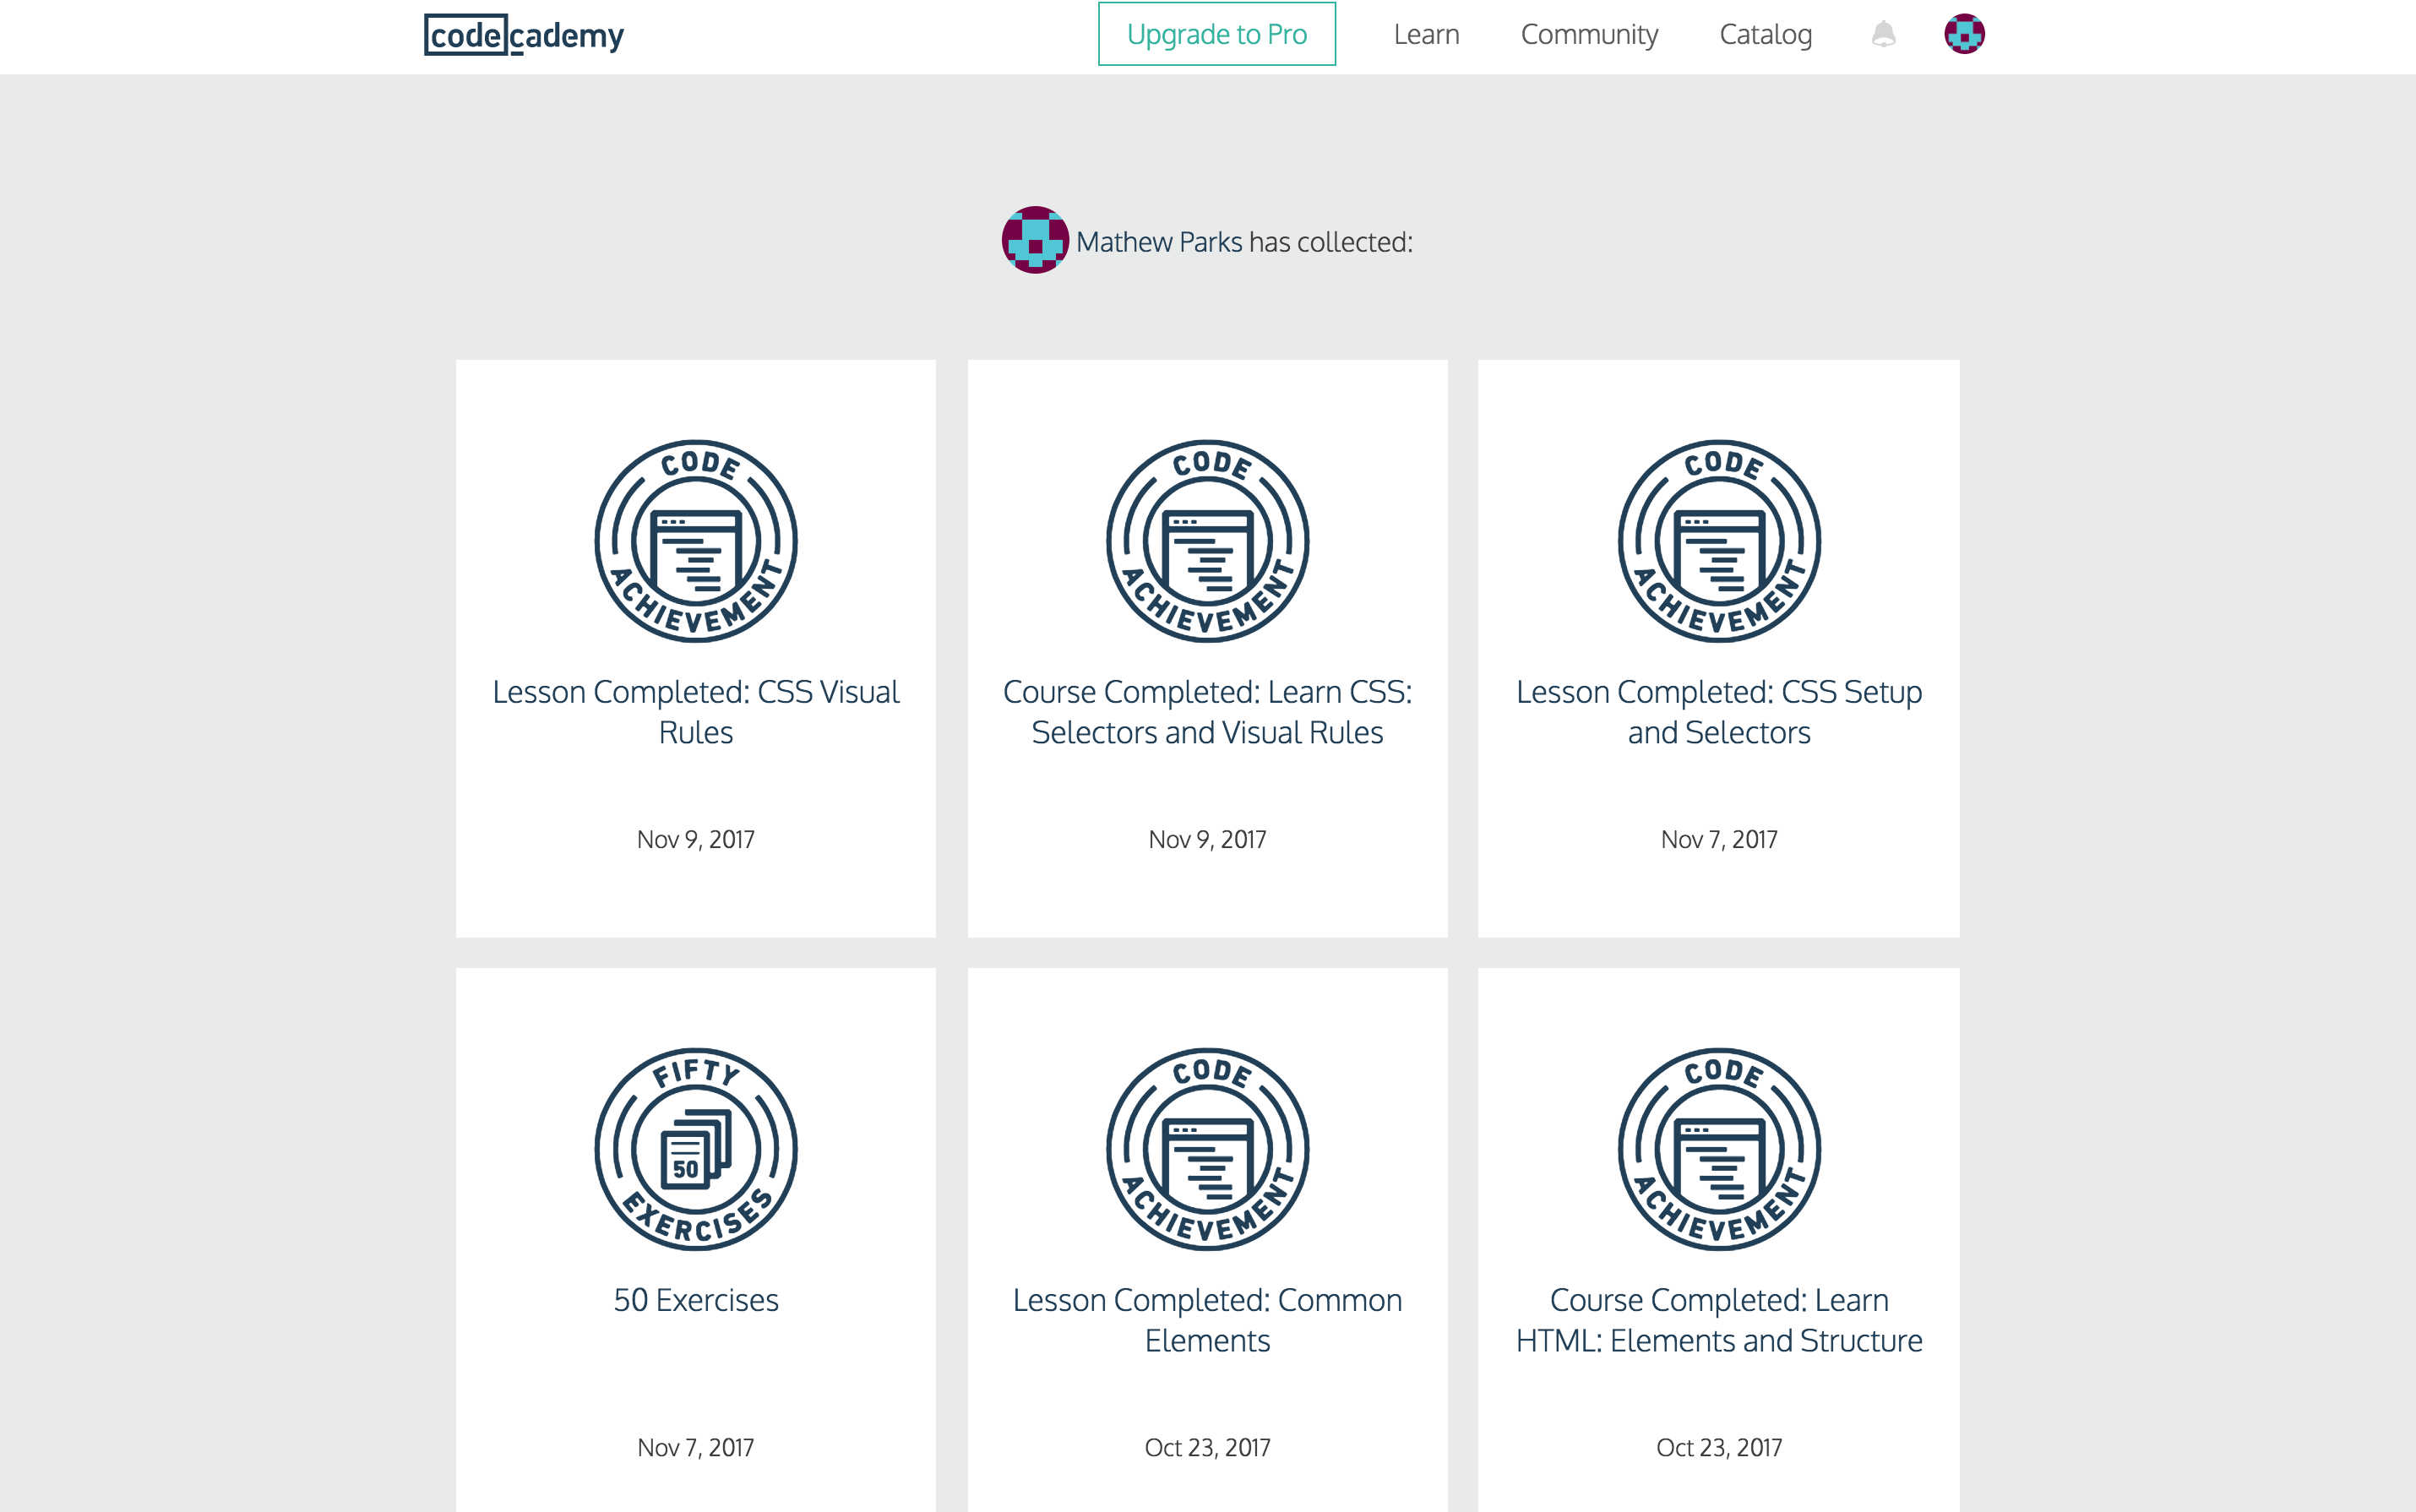 codecademy
Upgrade to Pro
Learn
Community
Catalog
Mathew Parks has collected:
CODE
ACHIEVEMENT
Lesson Completed: CSS Visual
Rules
Nov 9, 2017
CODE
ACHIEVEMENT
Course Completed: Learn CSS:
Selectors and Visual Rules
Nov 9, 2017
CODE
ACHIEVEMENT
Lesson Completed: CSS Setup
and Selectors
Nov 7, 2017
FIFTY
50
EXERCISES
50 Exercises
Nov 7, 2017
CODE
ACHIEVEMENT
Lesson Completed: Common
Elements
Oct 23, 2017
CODE
ACHIEVEMENT
Course Completed: Learn
HTML: Elements and Structure
Oct 23, 2017